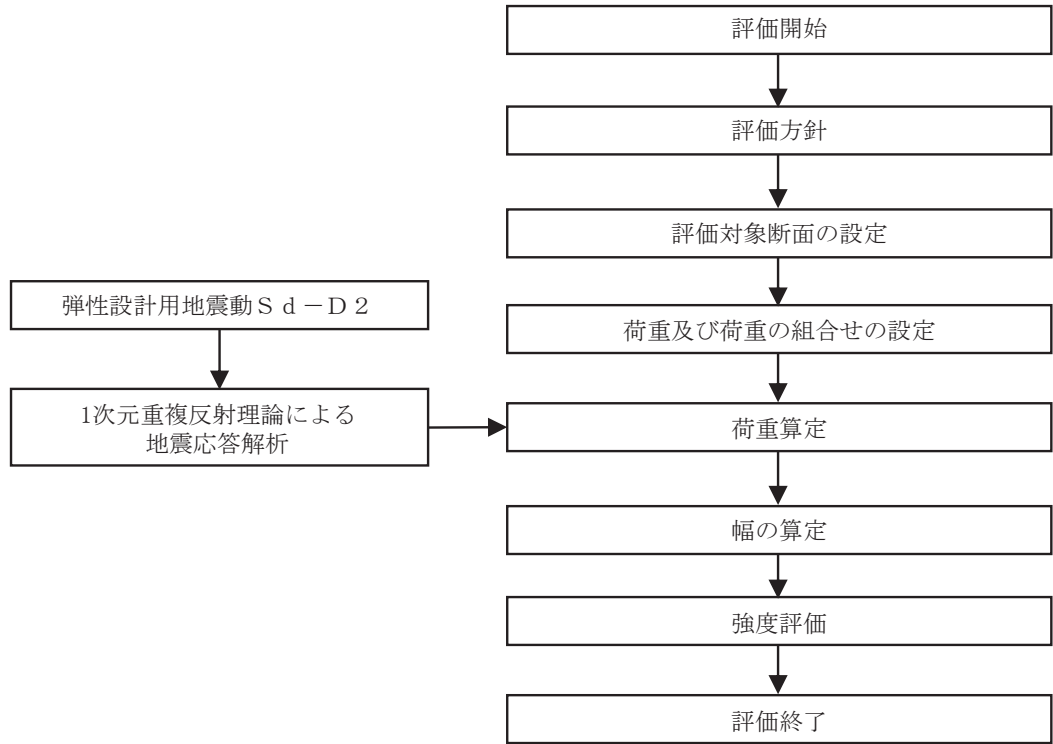 評価開始
評価方針
評価対象断面の設定
弾性設計用地震動Ｓｄ－Ｄ２
荷重及び荷重の組合せの設定
1次元重複反射理論による
地震応答解析
荷重算定
幅の算定
強度評価
評価終了